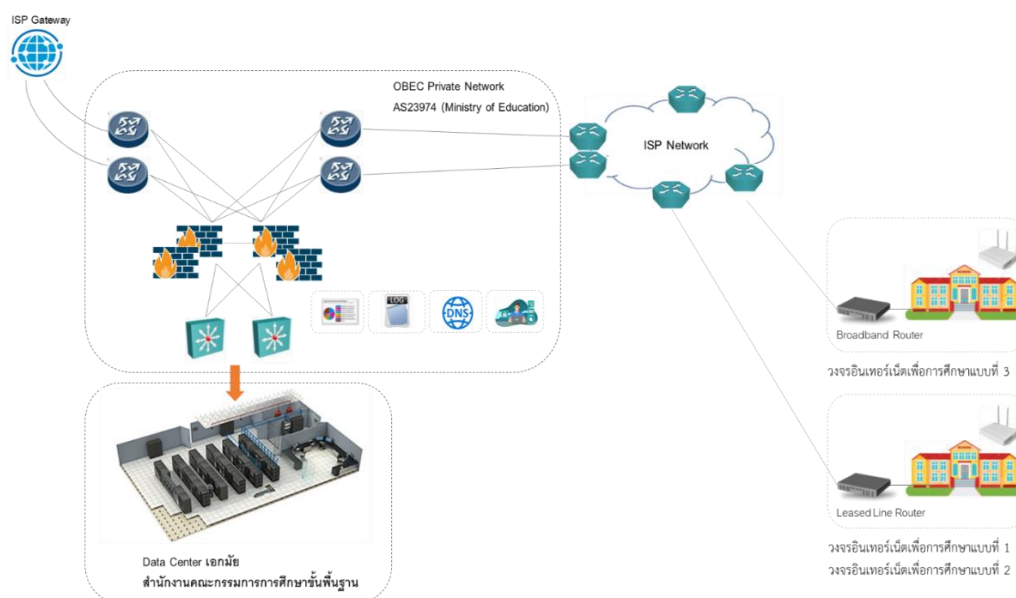 ISP Gateway
OBEC Private Network
AS23974 (Ministry of Education)
ISP Network
LOG
DNS
Broadband Router
วงจรอินเทอร์เน็ตเพื่อการศึกษาแบบที่ 3
Leased Line Router
วงจรอินเทอร์เน็ตเพื่อการศึกษาแบบที่ 1
วงจรอินเทอร์เน็ตเพื่อการศึกษาแบบที่ 2
Data Center เอกมัย
สำนักงานคณะกรรมการการศึกษาขั้นพื้นฐาน